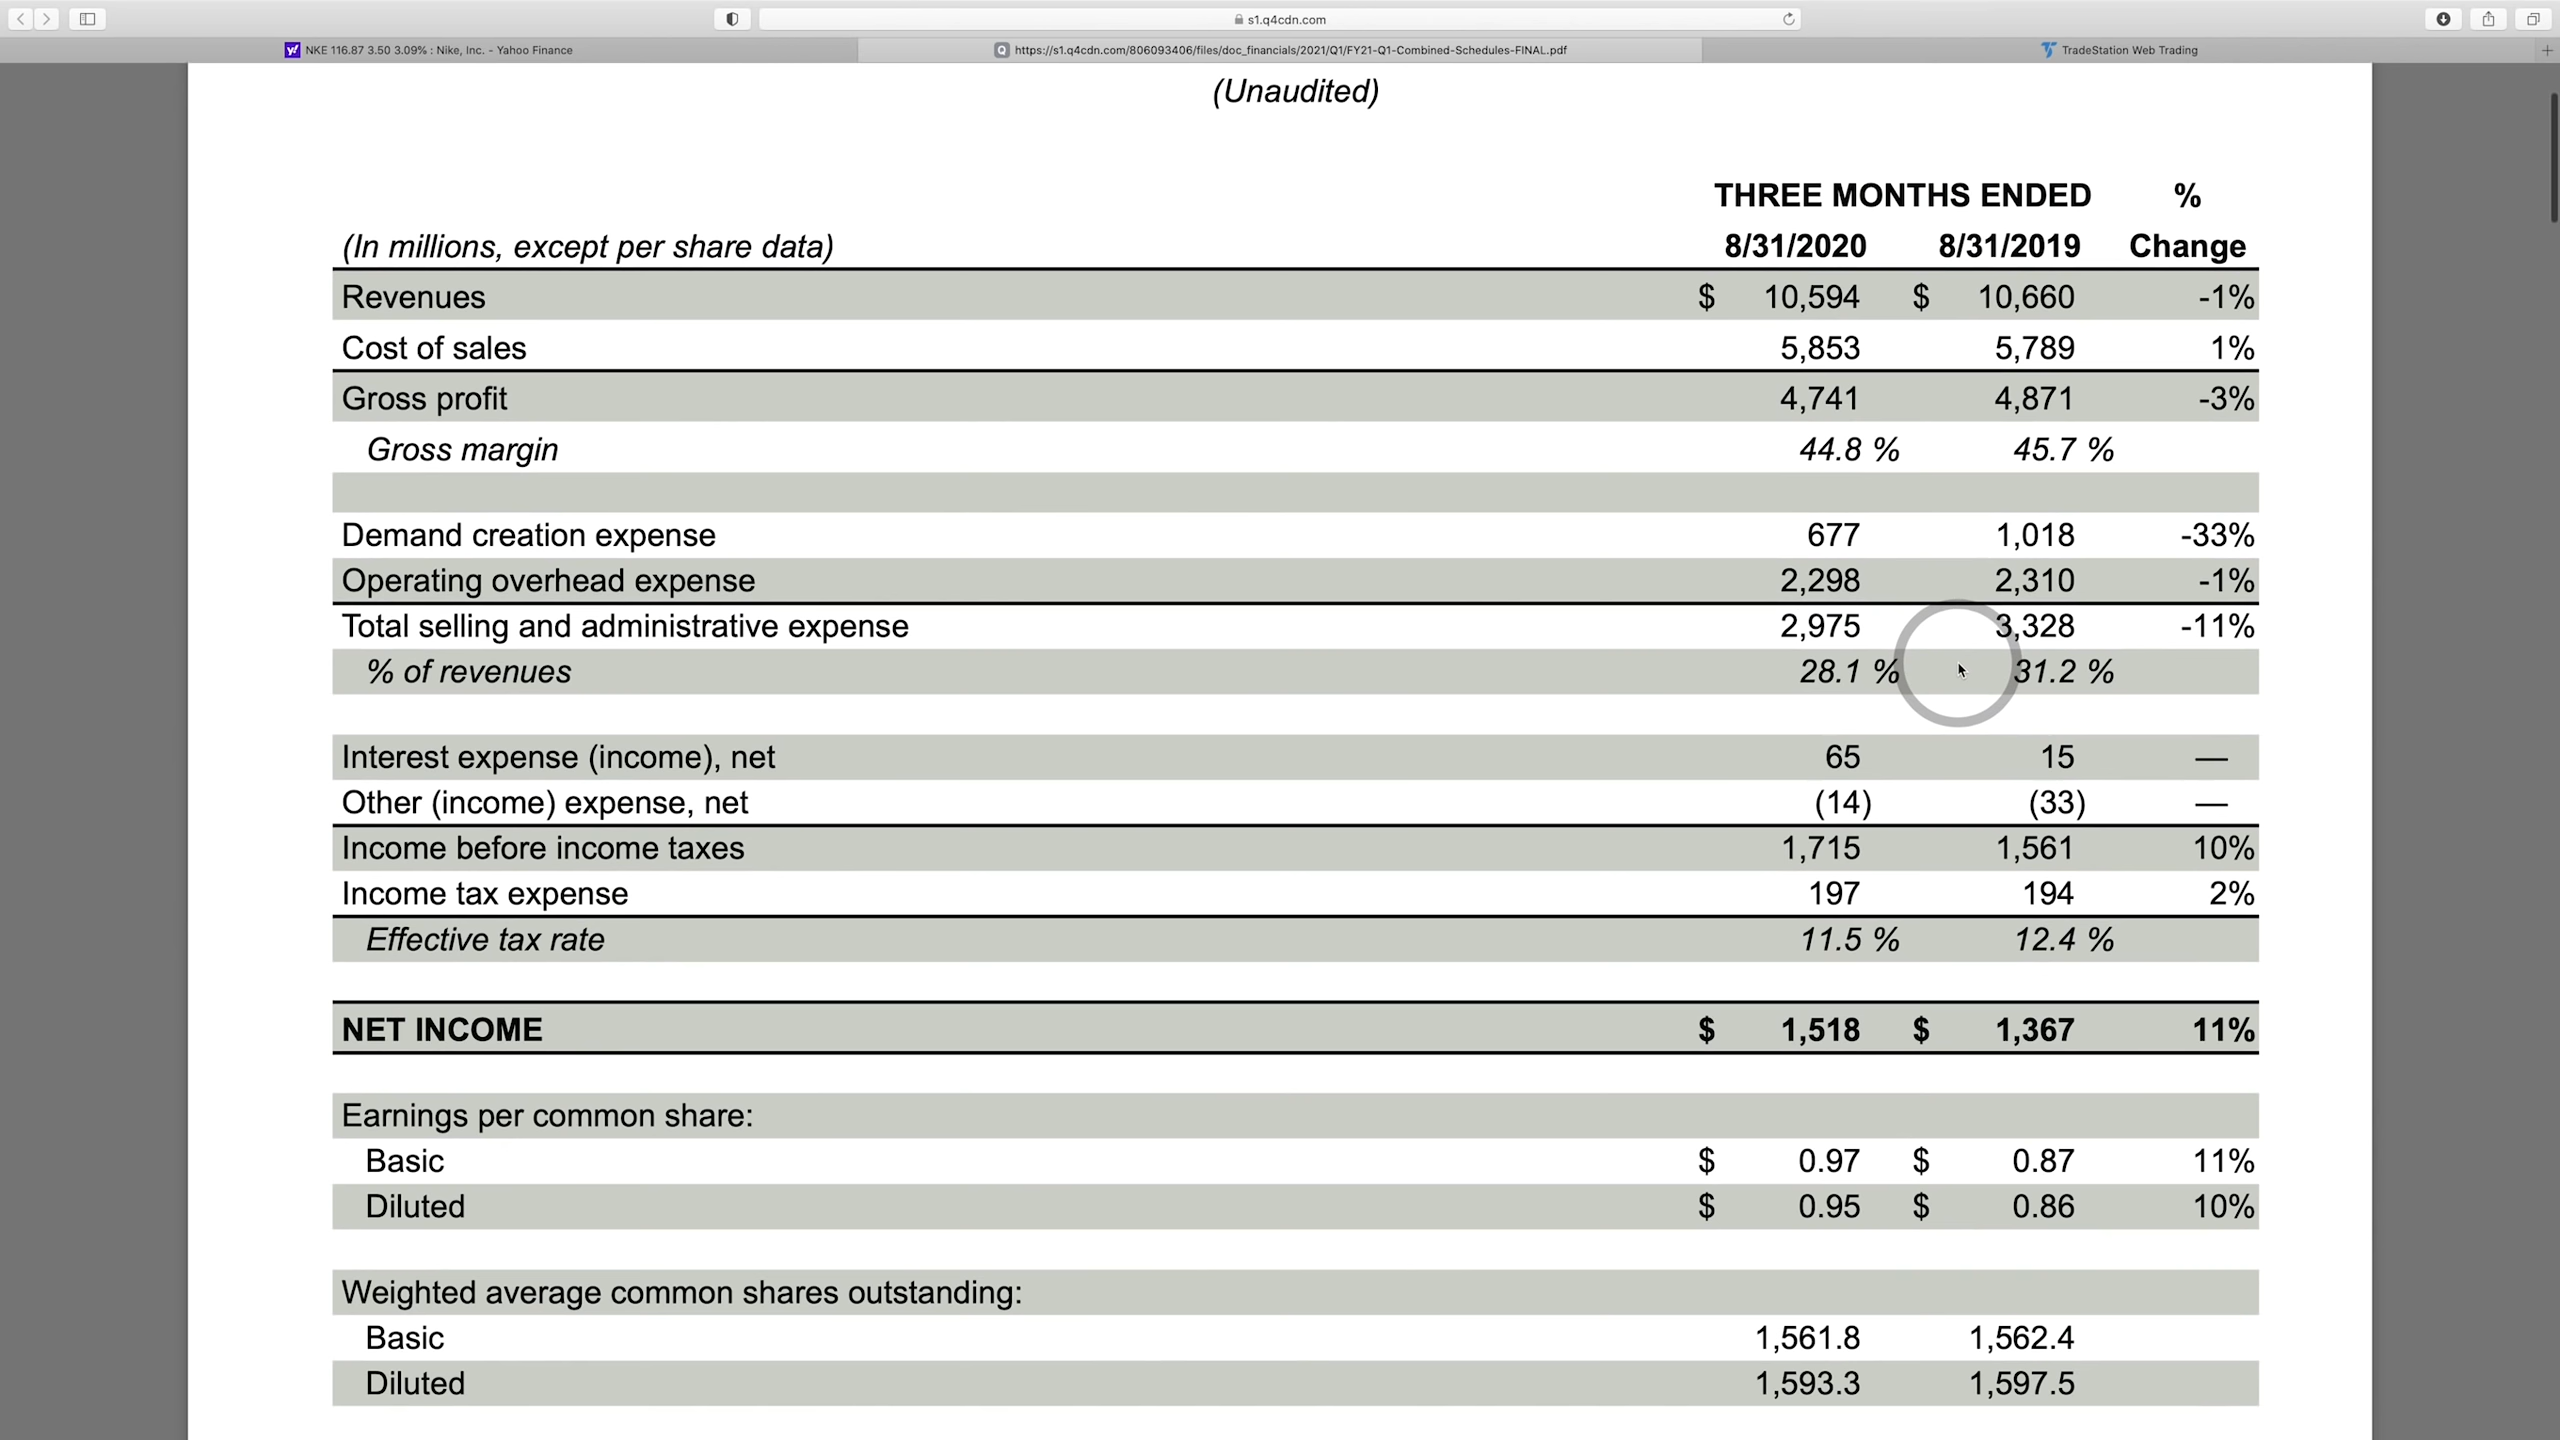 s1.q4cdn.com
NKE 116.87 3.50 3.09% : Nike, Inc. - Yahoo Finance
https://s1.q4cdn.com/806093406/files/doc_financials/2021/Q1/FY21-Q1-Combined-Schedules-FINAL.pdf
TradeStation Web Trading
(Unaudited)
THREE MONTHS ENDED %
(In millions, except per share data) 8/31/2020 8/31/2019 Change
Revenues $ 10,594 $ 10,660 -1%
Cost of sales 5,853 5,789 1%
Gross profit 4,741 4,871 -3%
Gross margin 44.8 % 45.7 %
Demand creation expense 677 1,018 -33%
Operating overhead expense 2,298 2,310 -1%
Total selling and administrative expense 2,975 3,328 -11%
% of revenues 28.1 % 31.2 %
Interest expense (income), net 65 15 —
Other (income) expense, net (14) (33) —
Income before income taxes 1,715 1,561 10%
Income tax expense 197 194 2%
Effective tax rate 11.5 % 12.4 %
NET INCOME $ 1,518 $ 1,367 11%
Earnings per common share:
Basic $ 0.97 $ 0.87 11%
Diluted $ 0.95 $ 0.86 10%
Weighted average common shares outstanding:
Basic 1,561.8 1,562.4
Diluted 1,593.3 1,597.5